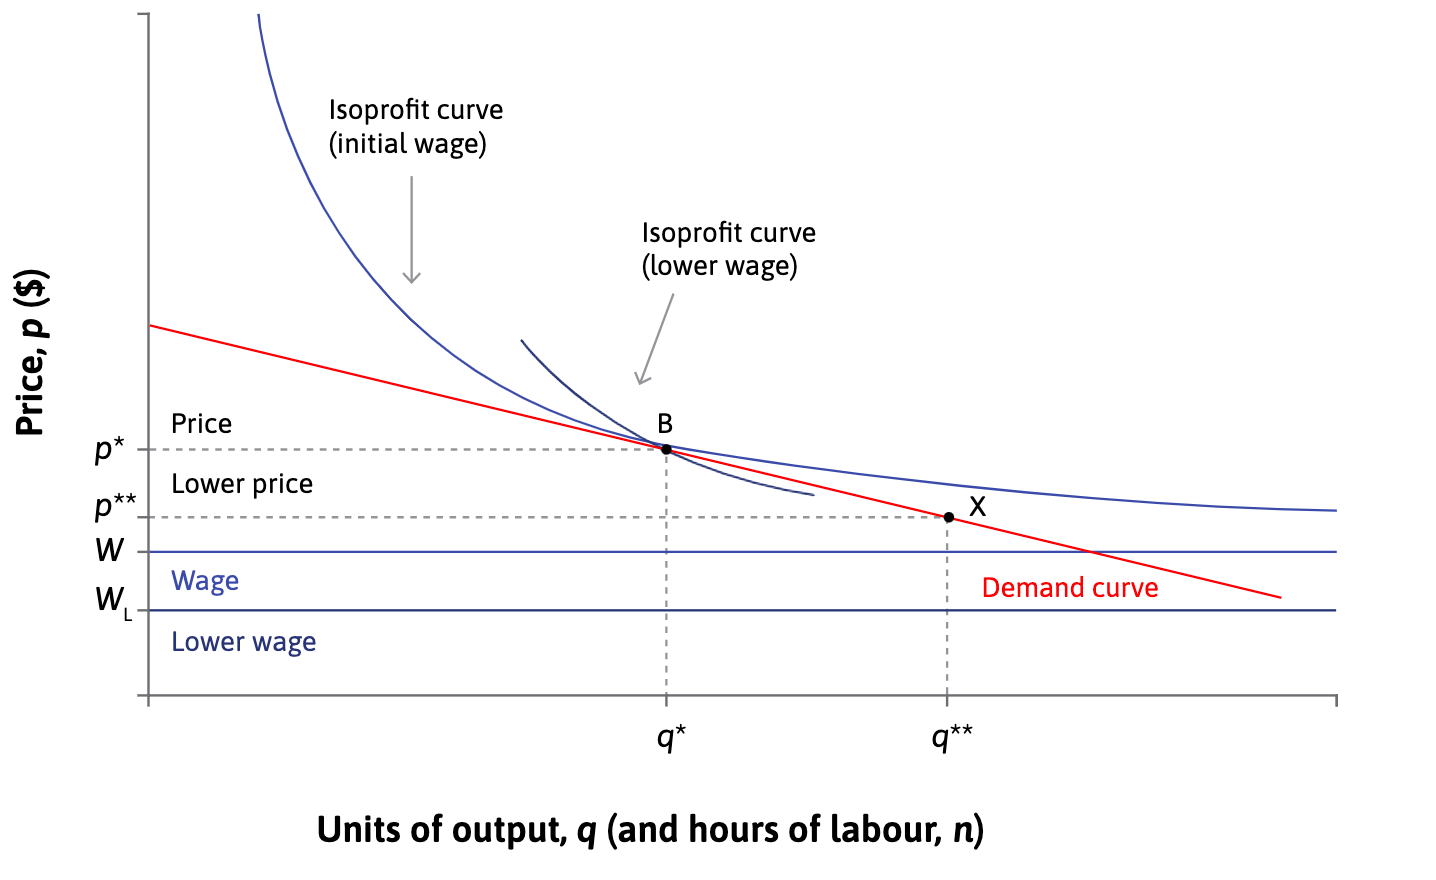 Isoprofit curve
(initial wage)
Isoprofit curve
(lower wage)
Price, p ($)
Price
B
p*
Lower price
p**
X
W
Wage
Demand curve
W_L
Lower wage
q*
q**
Units of output, q (and hours of labour, n)